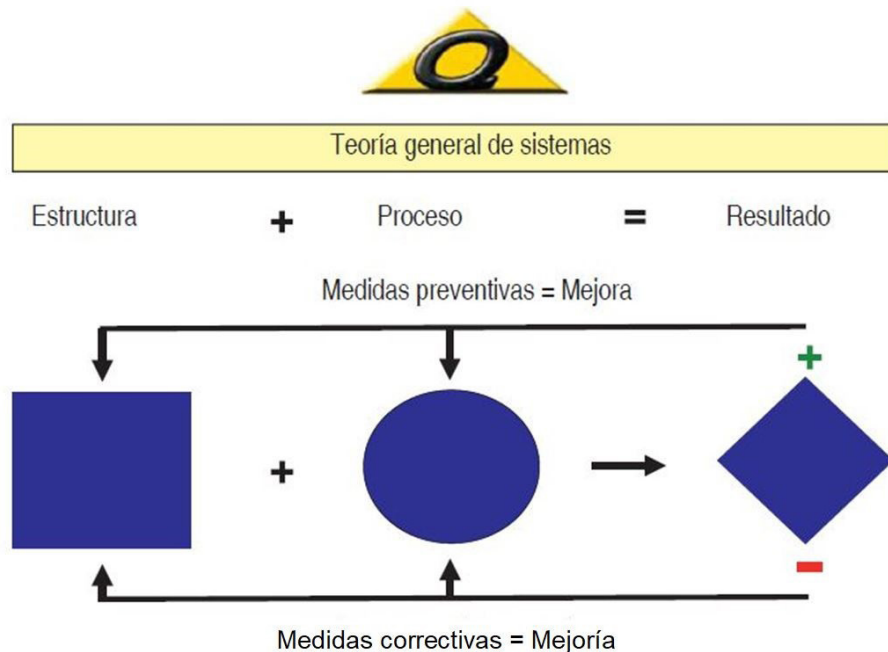 Q
Teoría general de sistemas
Estructura + Proceso = Resultado
Medidas preventivas = Mejora
+
+
-
Medidas correctivas = Mejoría